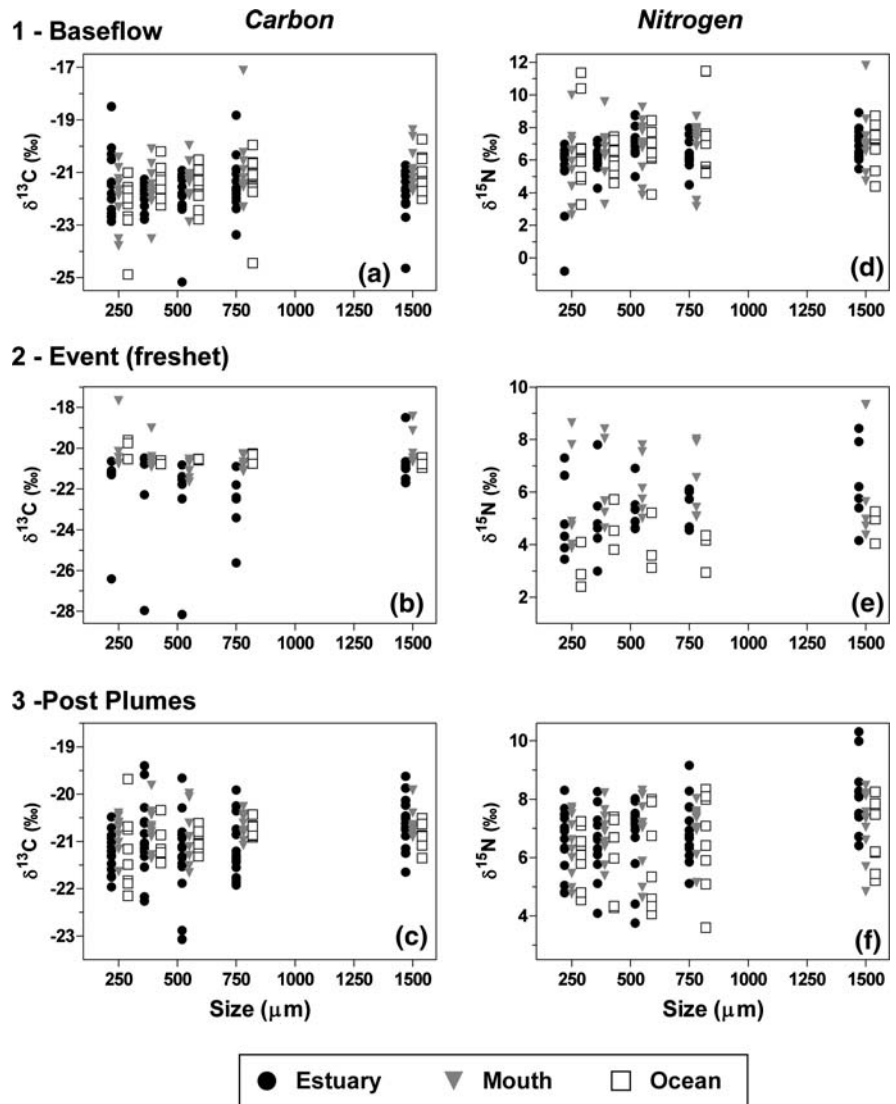 Carbon
Nitrogen
1 - Baseflow
-17
-19
-21
-23
-25
δ13C (‰)
(a)
250 500 750 1000 1250 1500
12
10
8
6
4
2
0
δ15N (‰)
(d)
250 500 750 1000 1250 1500
2 - Event (freshet)
-18
-20
-22
-24
-26
-28
δ13C (‰)
(b)
250 500 750 1000 1250 1500
10
8
6
4
2
δ15N (‰)
(e)
250 500 750 1000 1250 1500
3 -Post Plumes
-19
-20
-21
-22
-23
δ13C (‰)
(c)
250 500 750 1000 1250 1500
Size (μm)
10
8
6
4
δ15N (‰)
(f)
250 500 750 1000 1250 1500
Size (μm)
Estuary Mouth Ocean